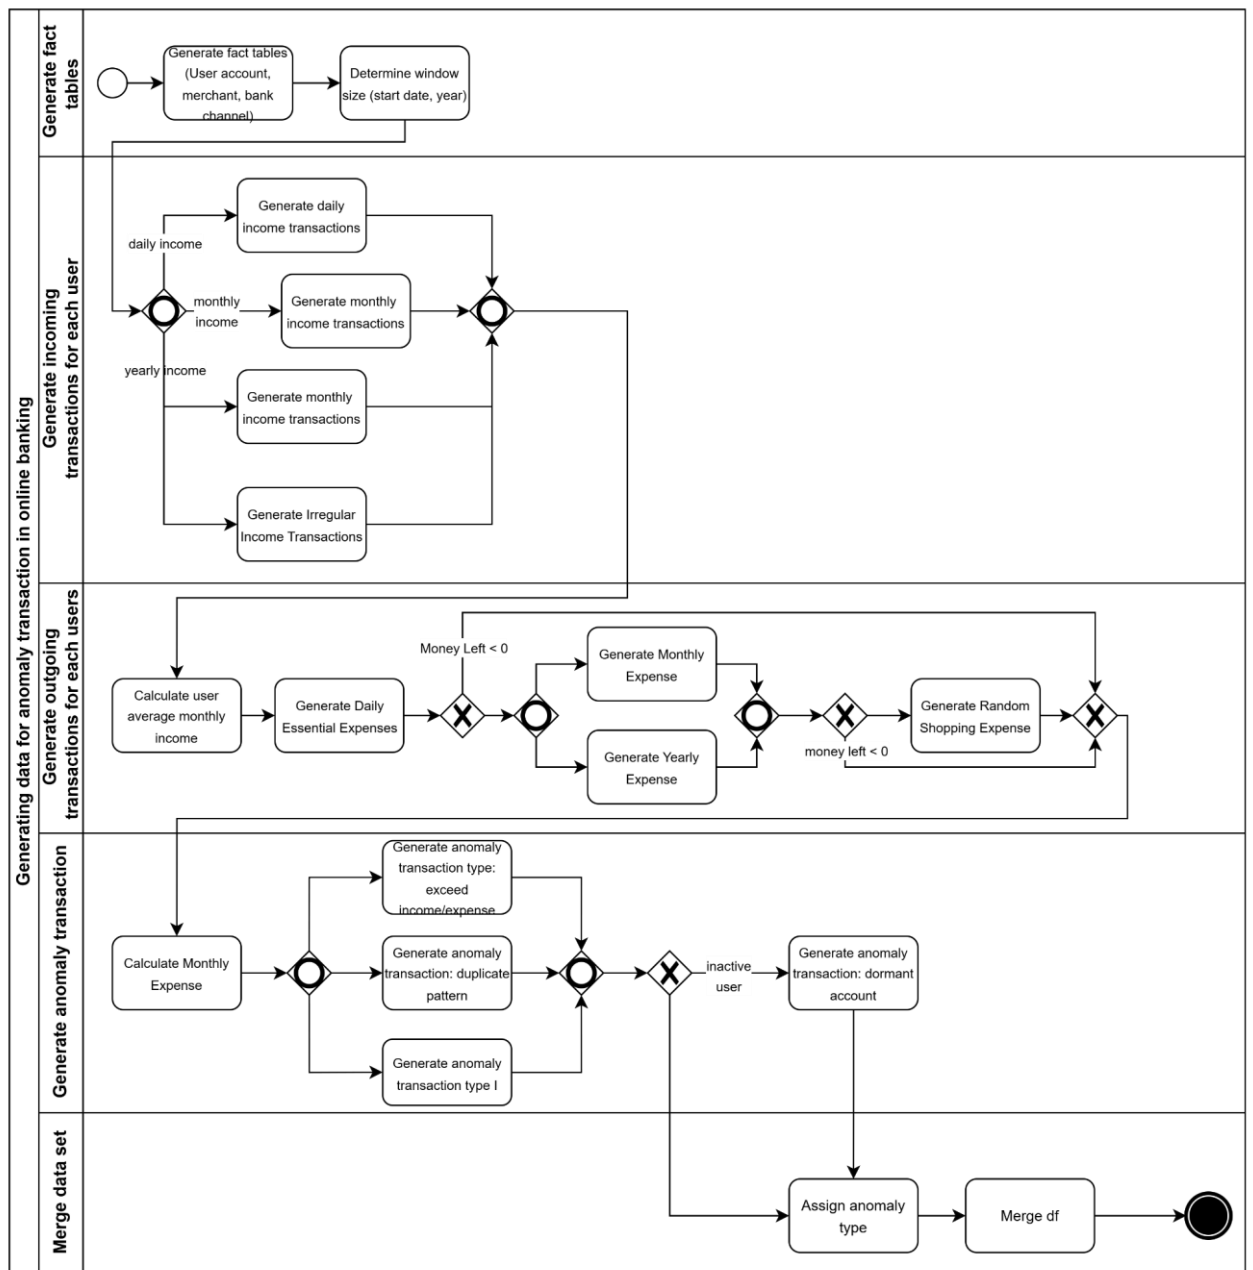 Generating data for anomaly transaction in online banking
Generate fact
tables
Generate fact tables
(User account,
merchant, bank
channel)
Determine window
size (start date, year)
Generate incoming
transactions for each user
daily income
Generate daily
income transactions
monthly
income
Generate monthly
income transactions
yearly income
Generate monthly
income transactions
Generate Irregular
Income Transactions
Generate outgoing
transactions for each users
Calculate user
average monthly
income
Generate Daily
Essential Expenses
Money Left < 0
Generate Monthly
Expense
Generate Yearly
Expense
money left < 0
Generate Random
Shopping Expense
Generate anomaly transaction
Calculate Monthly
Expense
Generate anomaly
transaction type:
exceed
income/expense
Generate anomaly
transaction: duplicate
pattern
Generate anomaly
transaction type I
inactive
user
Generate anomaly
transaction: dormant
account
Merge data set
Assign anomaly
type
Merge df